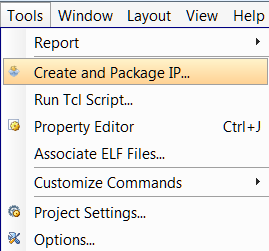 Tools Window Layout View Help
Report
Create and Package IP...
Run Tcl Script...
Property Editor Ctrl+J
Associate ELF Files...
Customize Commands
Project Settings...
Options...